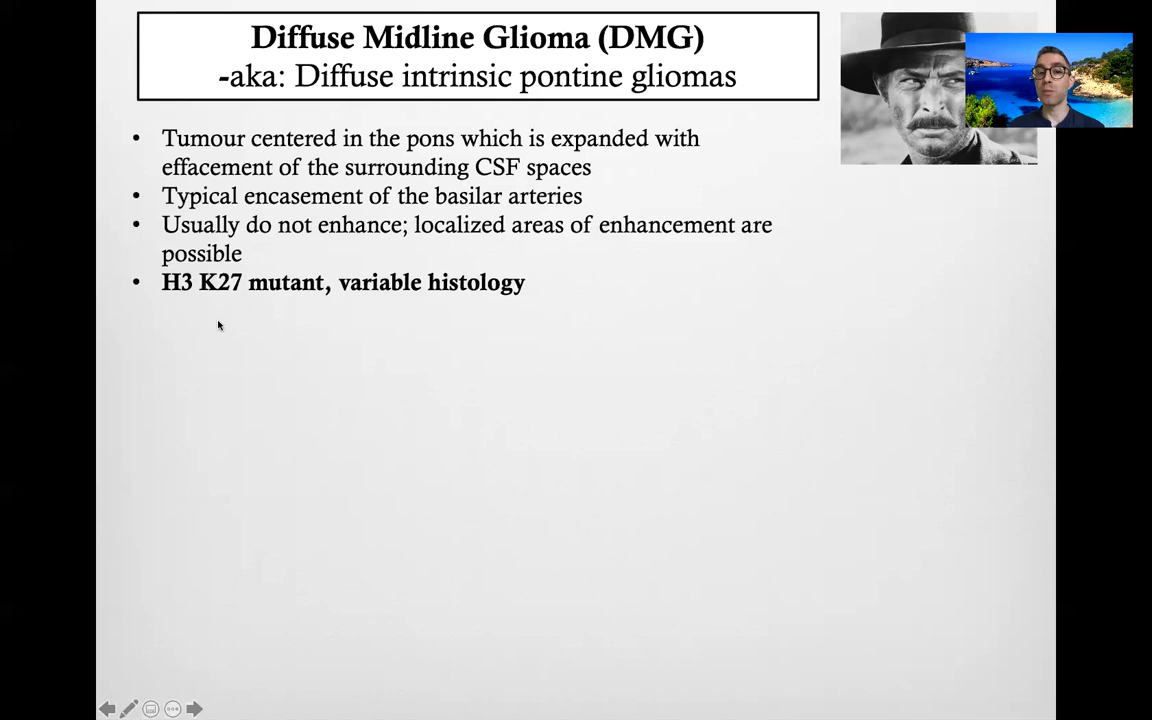 Diffuse Midline Glioma (DMG)
-aka: Diffuse intrinsic pontine gliomas
• Tumour centered in the pons which is expanded with
effacement of the surrounding CSF spaces
• Typical encasement of the basilar arteries
• Usually do not enhance; localized areas of enhancement are
possible
• H3 K27 mutant, variable histology